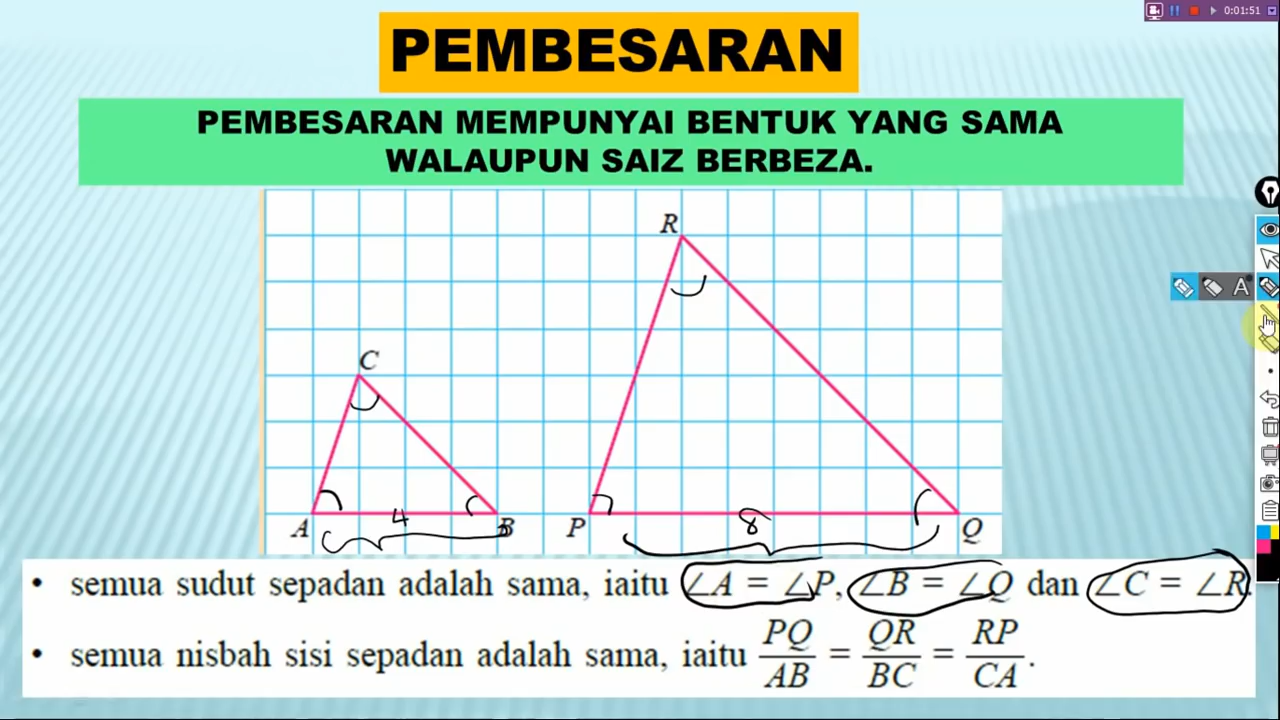 0:01:51
PEMBESARAN
PEMBESARAN MEMPUNYAI BENTUK YANG SAMA
WALAUPUN SAIZ BERBEZA.
R
C
A
A 4 B P 8 Q
• semua sudut sepadan adalah sama, iaitu ∠A = ∠P, ∠B = ∠Q dan ∠C = ∠R.
• semua nisbah sisi sepadan adalah sama, iaitu PQ/AB = QR/BC = RP/CA.